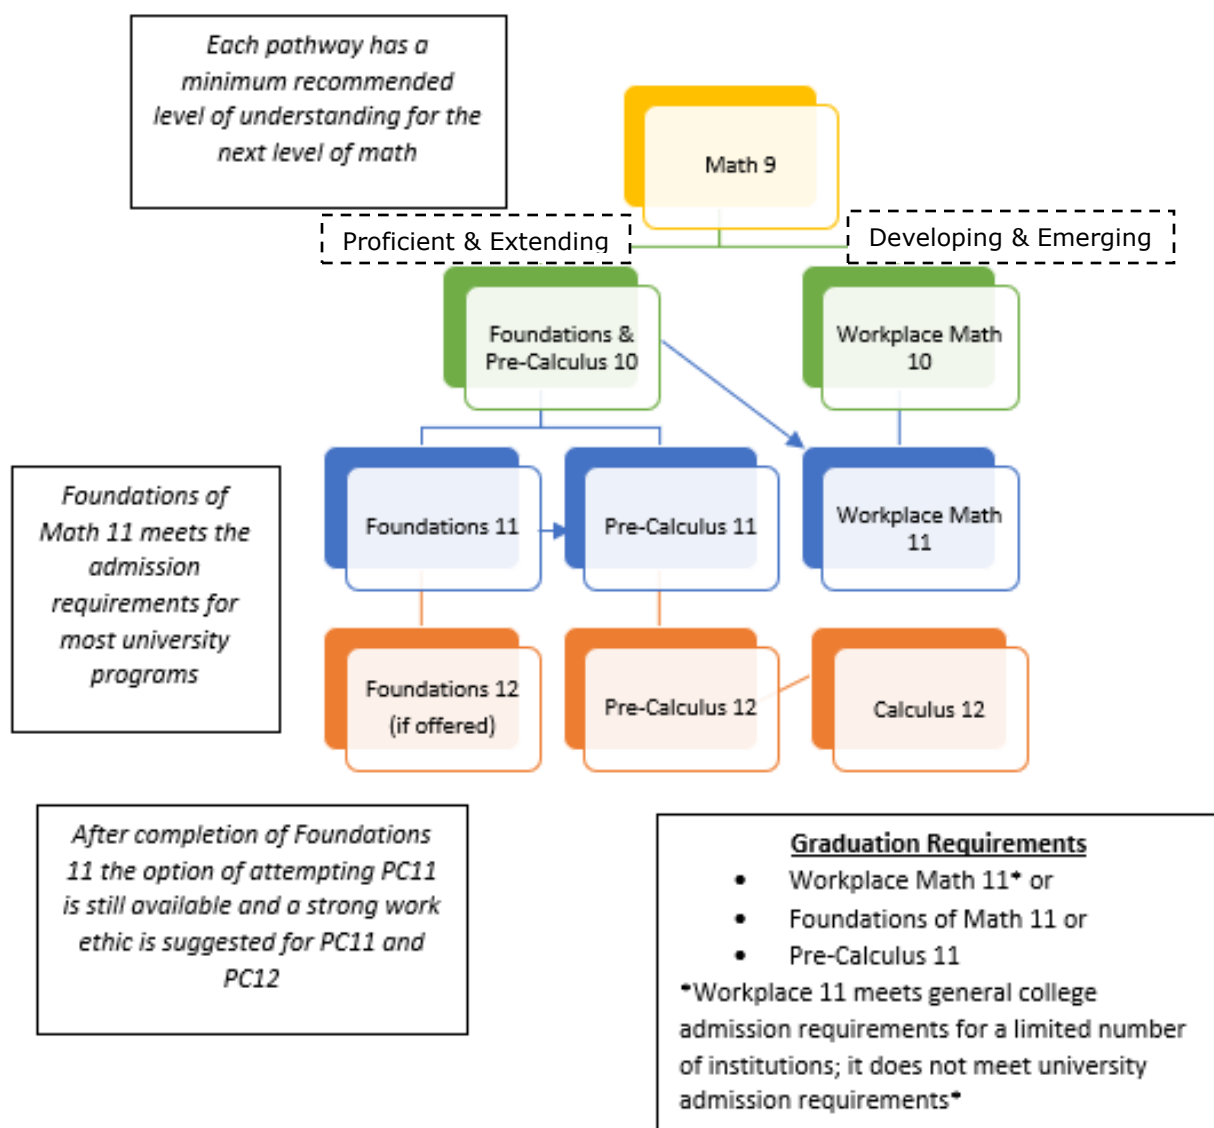 Each pathway has a
minimum recommended
level of understanding for the
next level of math
Math 9
Proficient & Extending
Developing & Emerging
Foundations &
Pre-Calculus 10
Workplace Math
10
Foundations of
Math 11 meets the
admission
requirements for
most university
programs
Foundations 11
Pre-Calculus 11
Workplace Math
11
Foundations 12
(if offered)
Pre-Calculus 12
Calculus 12
After completion of Foundations
11 the option of attempting PC11
is still available and a strong work
ethic is suggested for PC11 and
PC12
Graduation Requirements
• Workplace Math 11* or
• Foundations of Math 11 or
• Pre-Calculus 11
*Workplace 11 meets general college
admission requirements for a limited number
of institutions; it does not meet university
admission requirements*